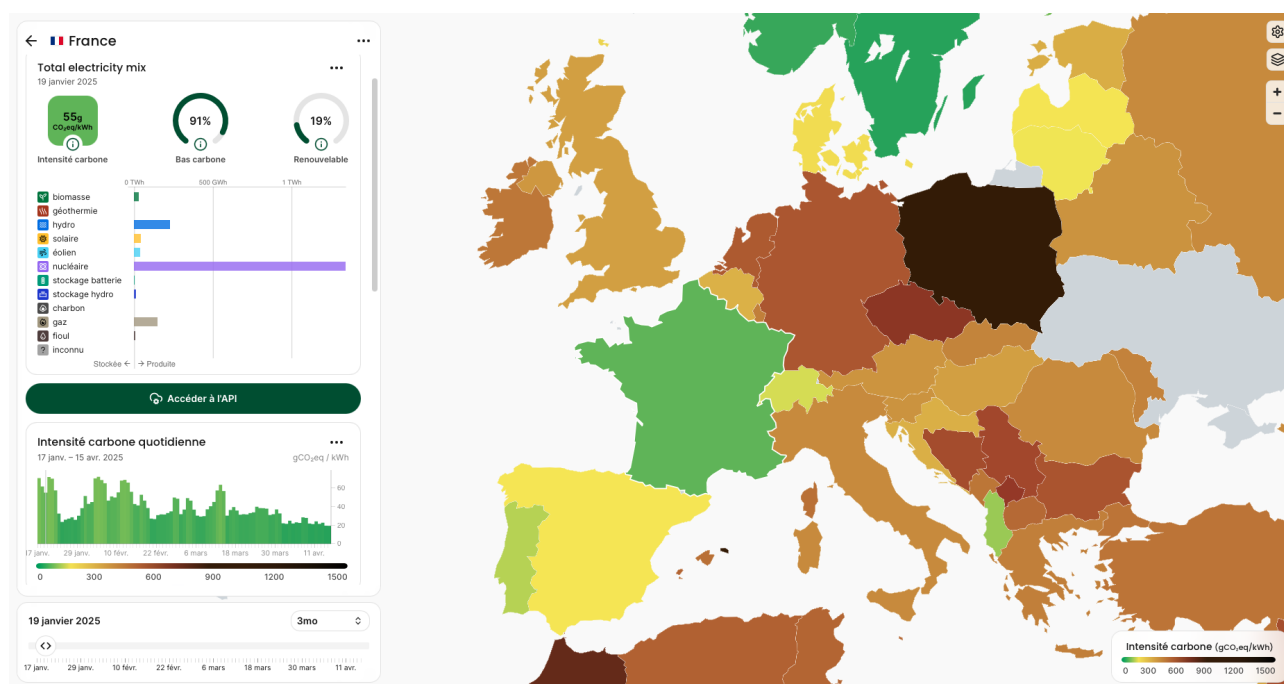 France
Total electricity mix
19 janvier 2025
55g
CO₂eq/kWh
91%
19%
Intensité carbone
Bas carbone
Renouvelable
0 TWh 500 GWh 1 TWh
biomasse
géothermie
hydro
solaire
éolien
nucléaire
stockage batterie
stockage hydro
charbon
gaz
fioul
? inconnu
Stockée ← → Produite
Accéder à l'API
Intensité carbone quotidienne
17 janv. – 15 avr. 2025
gCO₂eq / kWh
60
40
20
0
17 janv. 29 janv. 10 févr. 22 févr. 6 mars 18 mars 30 mars 11 avr.
0 300 600 900 1200 1500
19 janvier 2025
3mo
17 janv. 29 janv. 10 févr. 22 févr. 6 mars 18 mars 30 mars 11 avr.
+
−
Intensité carbone (gCO₂eq/kWh)
0 300 600 900 1200 1500